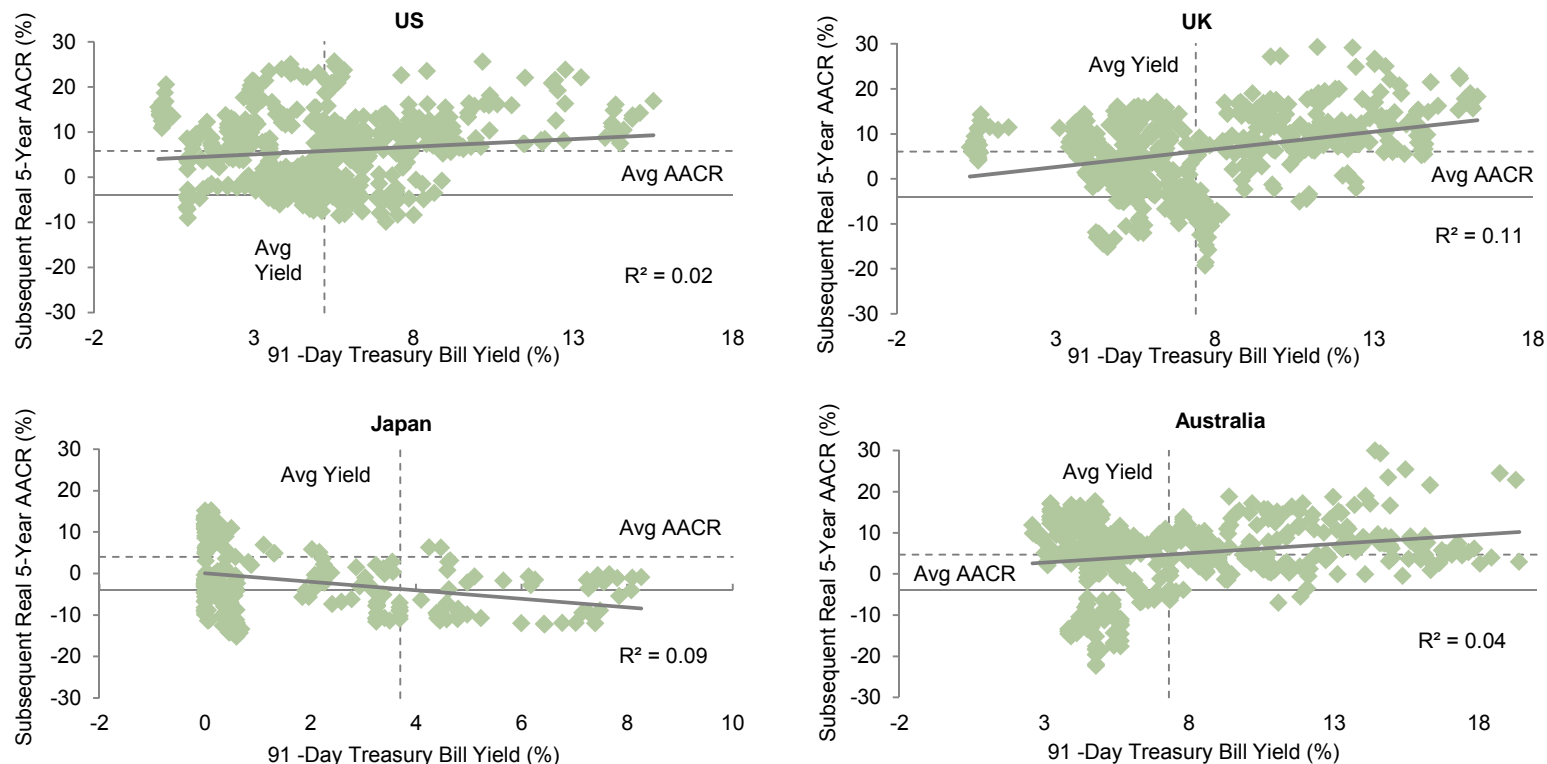 US
Subsequent Real 5-Year AACR (%)
30
20
10
0
-10
-20
-30
Avg AACR
Avg
Yield
R² = 0.02
-2
3
8
13
18
91 -Day Treasury Bill Yield (%)
UK
Subsequent Real 5-Year AACR (%)
30
20
10
0
-10
-20
-30
Avg Yield
Avg AACR
R² = 0.11
-2
3
8
13
18
91 -Day Treasury Bill Yield (%)
Japan
Subsequent Real 5-Year AACR (%)
30
20
10
0
-10
-20
-30
Avg Yield
Avg AACR
R² = 0.09
-2
0
2
4
6
8
10
91 -Day Treasury Bill Yield (%)
Australia
Subsequent Real 5-Year AACR (%)
30
20
10
0
-10
-20
-30
Avg Yield
Avg AACR
R² = 0.04
-2
3
8
13
18
91 -Day Treasury Bill Yield (%)